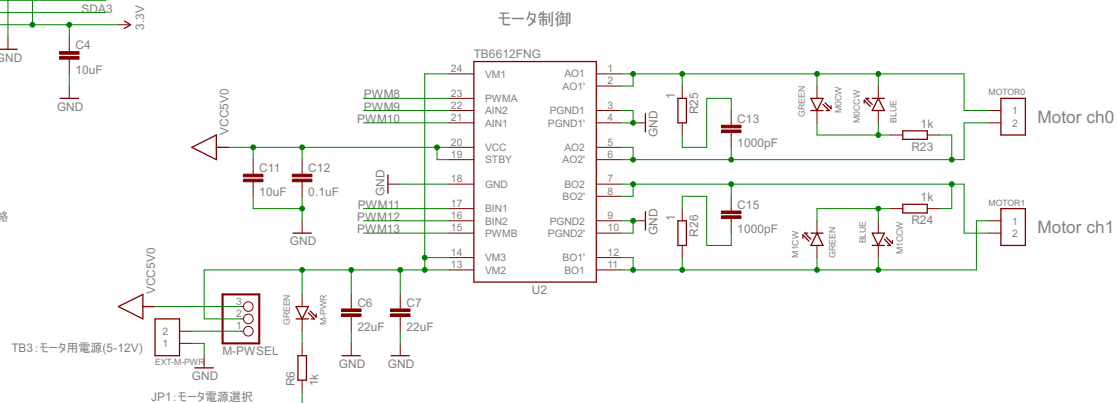 SDA3
3.3V
GND
C4
10uF
GND
モータ制御
TB6612FNG
24 VM1
23 PWMA
22 AIN2
21 AIN1
20 VCC
19 STBY
18 GND
17 BIN1
16 BIN2
15 PWMB
14 VM3
13 VM2
AO1 1
AO1' 2
PGND1 3
PGND1' 4
AO2 5
AO2' 6
BO2 7
BO2' 8
PGND2 9
PGND2' 10
BO1' 12
BO1 11
U2
PWM8
PWM9
PWM10
VCC5V0
C11
10uF
C12
0.1uF
GND
GND
PWM11
PWM12
PWM13
GND
1
R25
C13
1000pF
GREEN
M0CW
M0CCW
BLUE
1k
R23
MOTOR0
1
2
Motor ch0
GND
1
R26
C15
1000pF
M1CW
GREEN
BLUE
M1CCW
1k
R24
MOTOR1
1
2
Motor ch1
絡
VCC5V0
3
2
1
M-PWSEL
2
1
EXT-M-PWR
GND
TB3:モータ用電源(5-12V)
JP1:モータ電源選択
GREEN
M-PWR
R6
1k
C6
22uF
GND
C7
22uF
GND